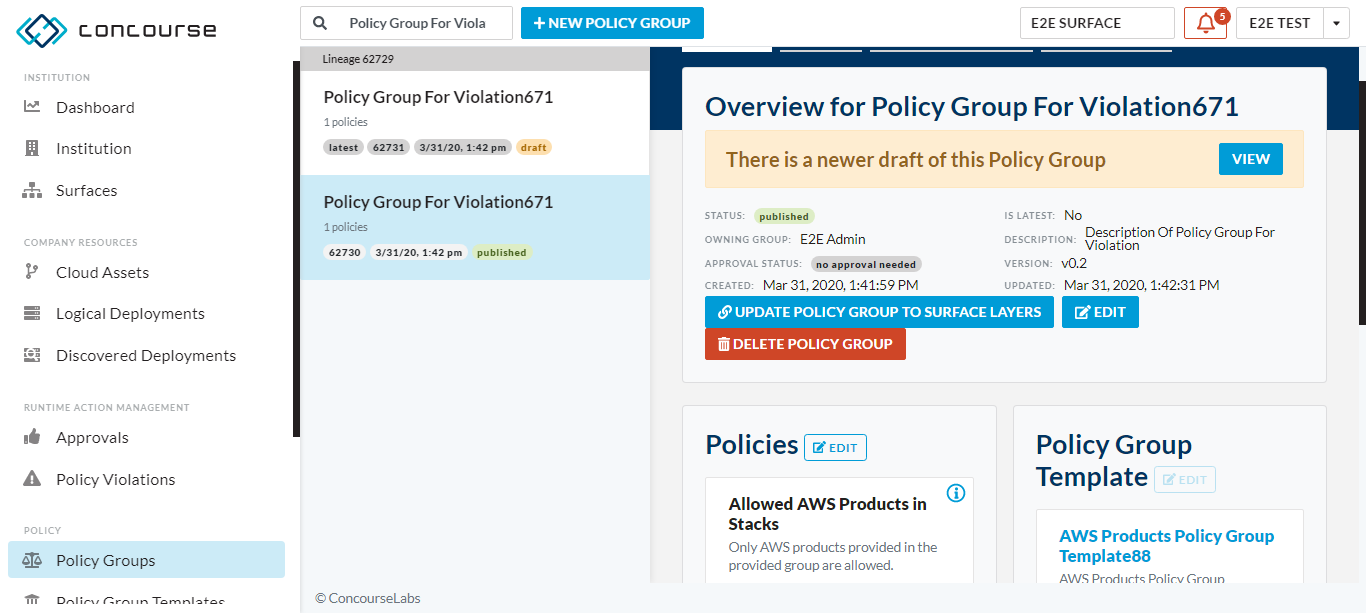 CONCOURSE
Policy Group For Viola
NEW POLICY GROUP
E2E SURFACE
5
E2E TEST
INSTITUTION
Dashboard
Institution
Surfaces
COMPANY RESOURCES
Cloud Assets
Logical Deployments
Discovered Deployments
RUNTIME ACTION MANAGEMENT
Approvals
Policy Violations
POLICY
Policy Groups
Policy Group Templates
Lineage 62729
Policy Group For Violation671
1 policies
latest 62731 3/31/20, 1:42 pm draft
Policy Group For Violation671
1 policies
62730 3/31/20, 1:42 pm published
Overview for Policy Group For Violation671
There is a newer draft of this Policy Group
VIEW
STATUS: published
OWNING GROUP: E2E Admin
APPROVAL STATUS: no approval needed
CREATED: Mar 31, 2020, 1:41:59 PM
IS LATEST: No
DESCRIPTION: Description Of Policy Group For
Violation
VERSION: v0.2
UPDATED: Mar 31, 2020, 1:42:31 PM
UPDATE POLICY GROUP TO SURFACE LAYERS
EDIT
DELETE POLICY GROUP
Policies EDIT
Allowed AWS Products in
Stacks
Only AWS products provided in the
provided group are allowed.
Policy Group
Template EDIT
AWS Products Policy Group
Template88
AWS Products Policy Group
© ConcourseLabs